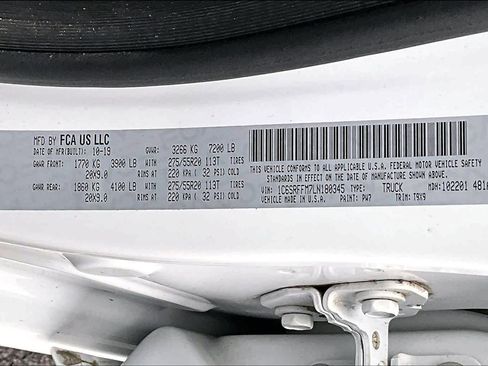 MFD BY FCA US LLC
DATE OF MFR(BUILT): 10-19 GVWR: 3266 KG 7200 LB
GAWR FRONT: 1770 KG 3900 LB WITH 275/55R20 113T TIRES
20X9.0 RIMS AT 220 KPA ( 32 PSI) COLD
GAWR REAR: 1860 KG 4100 LB WITH 275/55R20 113T TIRES
20X9.0 RIMS AT 220 KPA ( 32 PSI) COLD
THIS VEHICLE CONFORMS TO ALL APPLICABLE U.S.A. FEDERAL MOTOR VEHICLE SAFETY
STANDARDS IN EFFECT ON THE DATE OF MANUFACTURE SHOWN ABOVE.
VIN: 1C6SRFFM7LN180345 TYPE: TRUCK MDH:102201 481
VEHICLE MADE IN U.S.A. PAINT: PW7 TRIM: T9X9